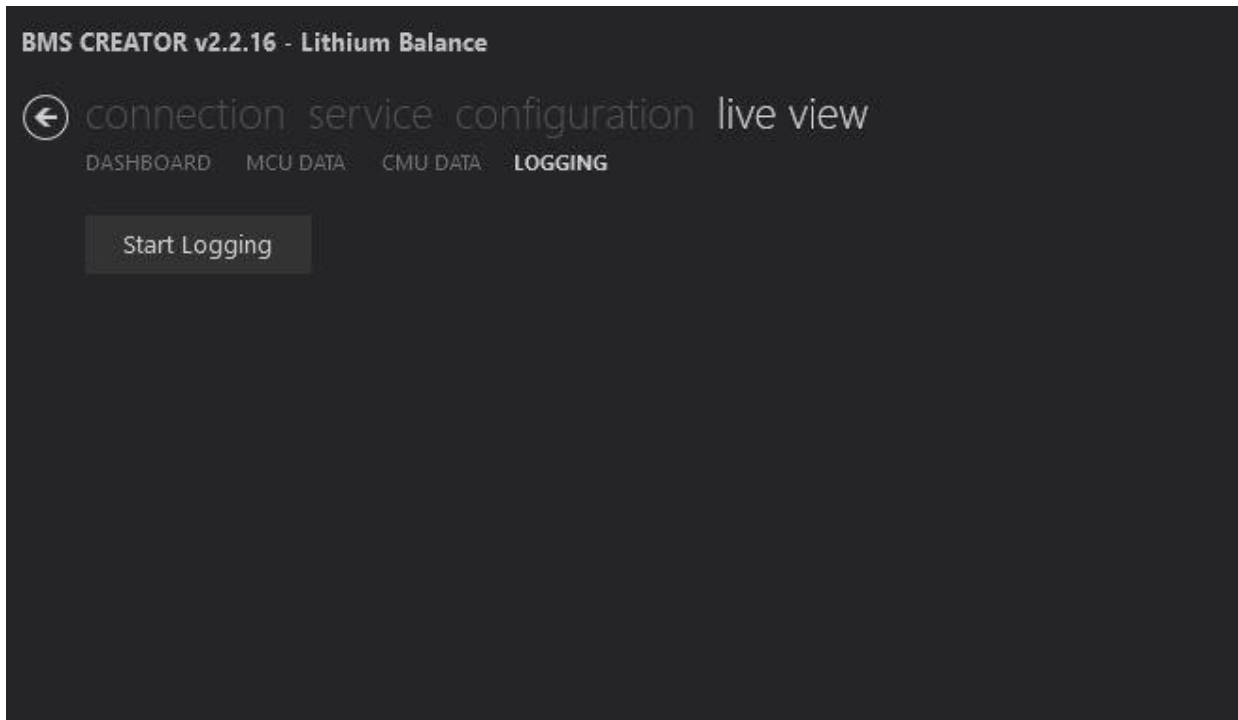 BMS CREATOR v2.2.16 - Lithium Balance
connection service configuration live view
DASHBOARD MCU DATA CMU DATA LOGGING
Start Logging